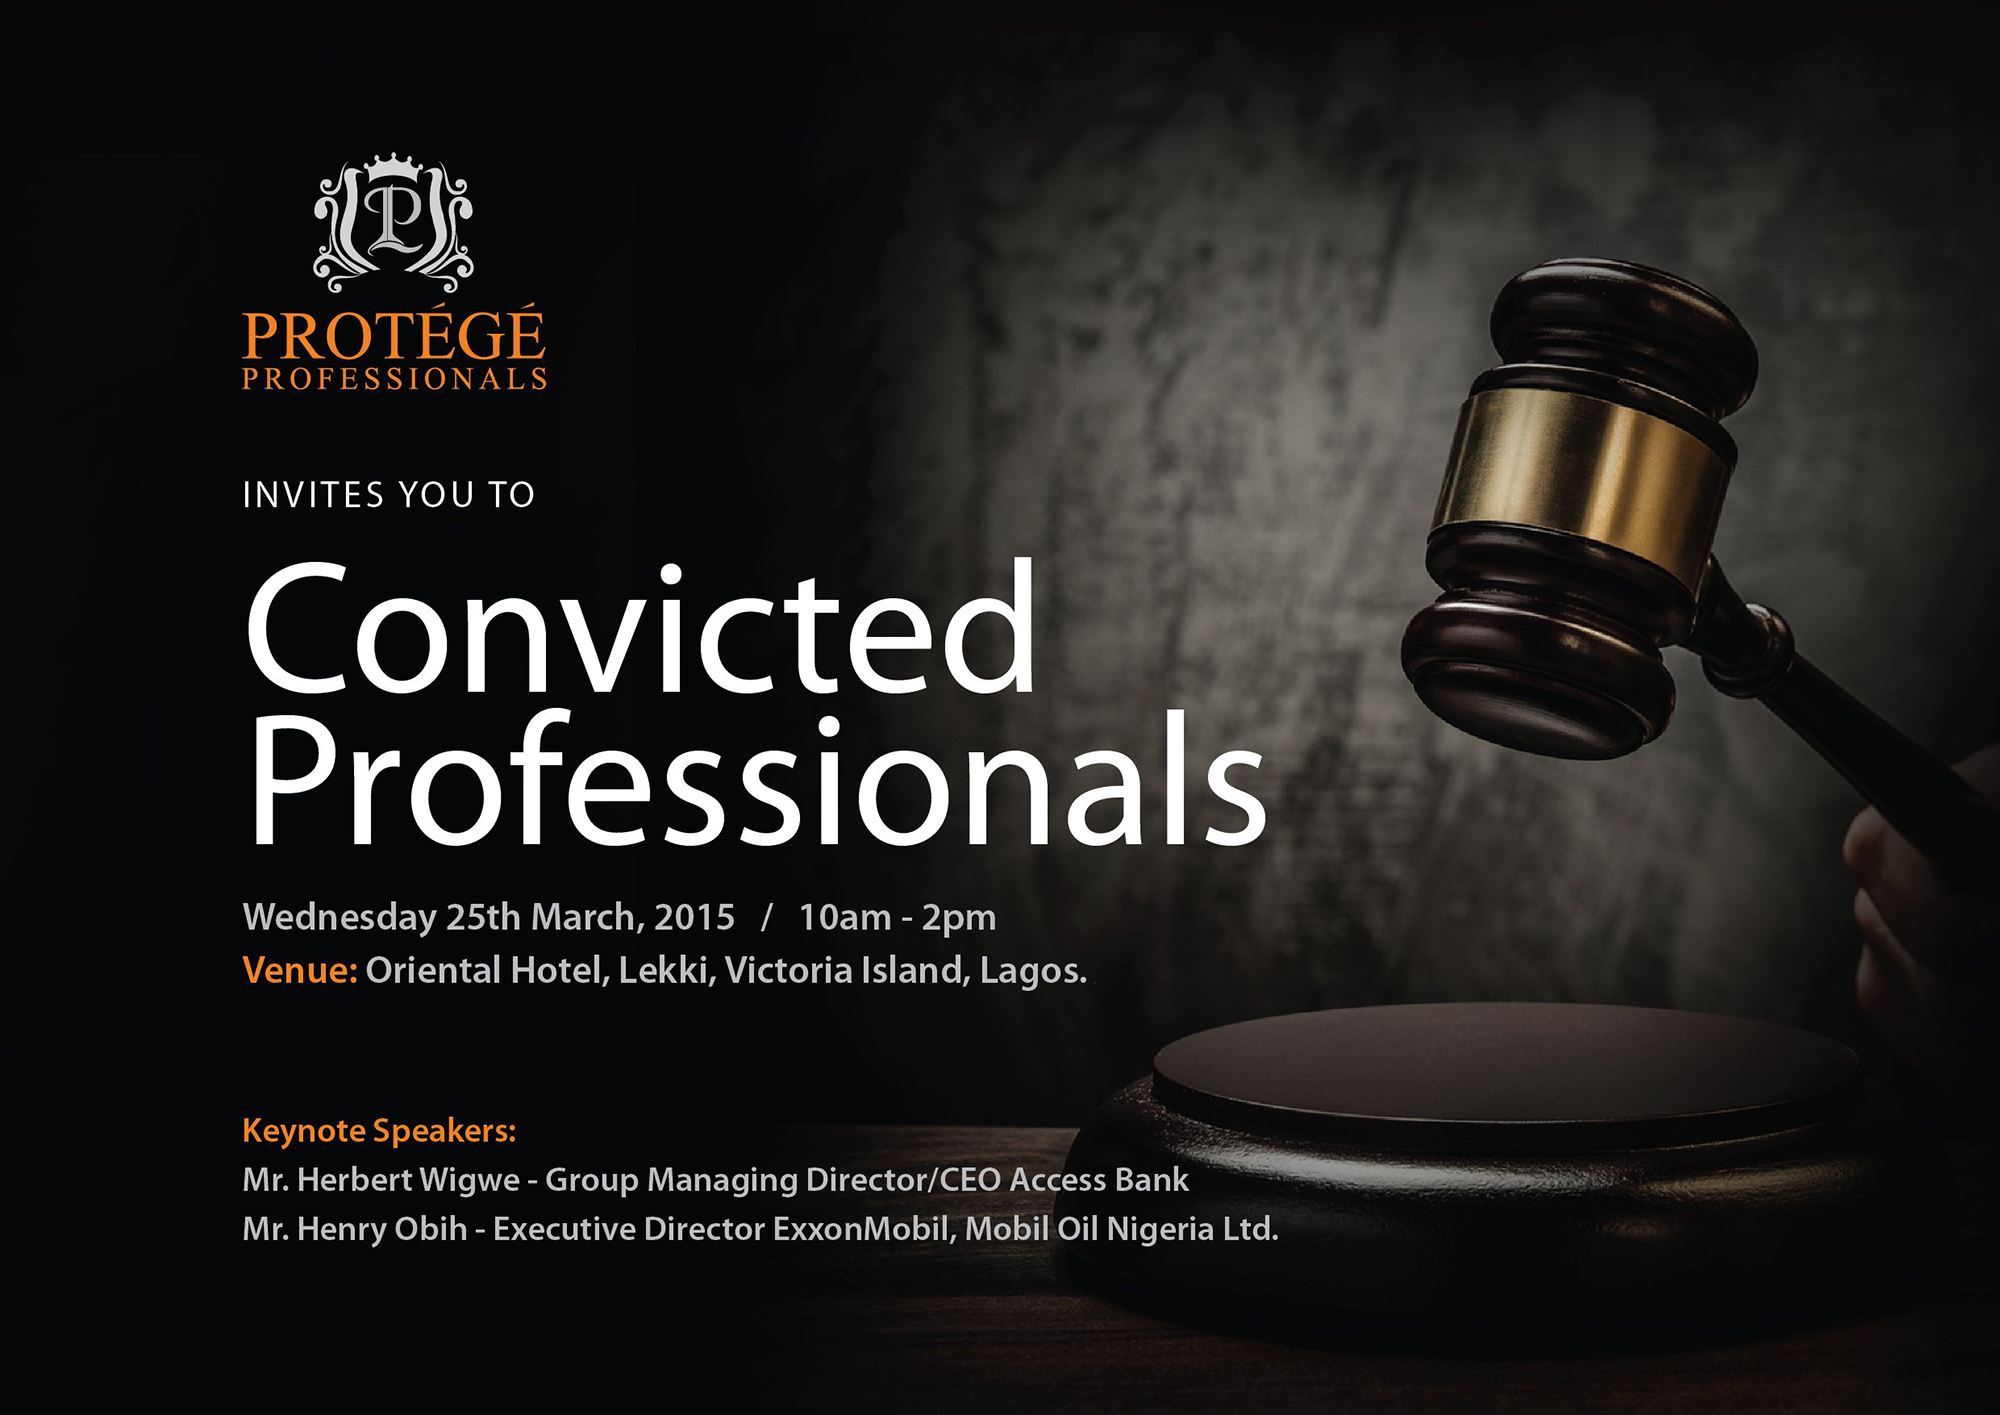 P
PROTÉGÉ
PROFESSIONALS
INVITES YOU TO
Convicted
Professionals
Wednesday 25th March, 2015 / 10am - 2pm
Venue: Oriental Hotel, Lekki, Victoria Island, Lagos.
Keynote Speakers:
Mr. Herbert Wigwe - Group Managing Director/CEO Access Bank
Mr. Henry Obih - Executive Director ExxonMobil, Mobil Oil Nigeria Ltd.